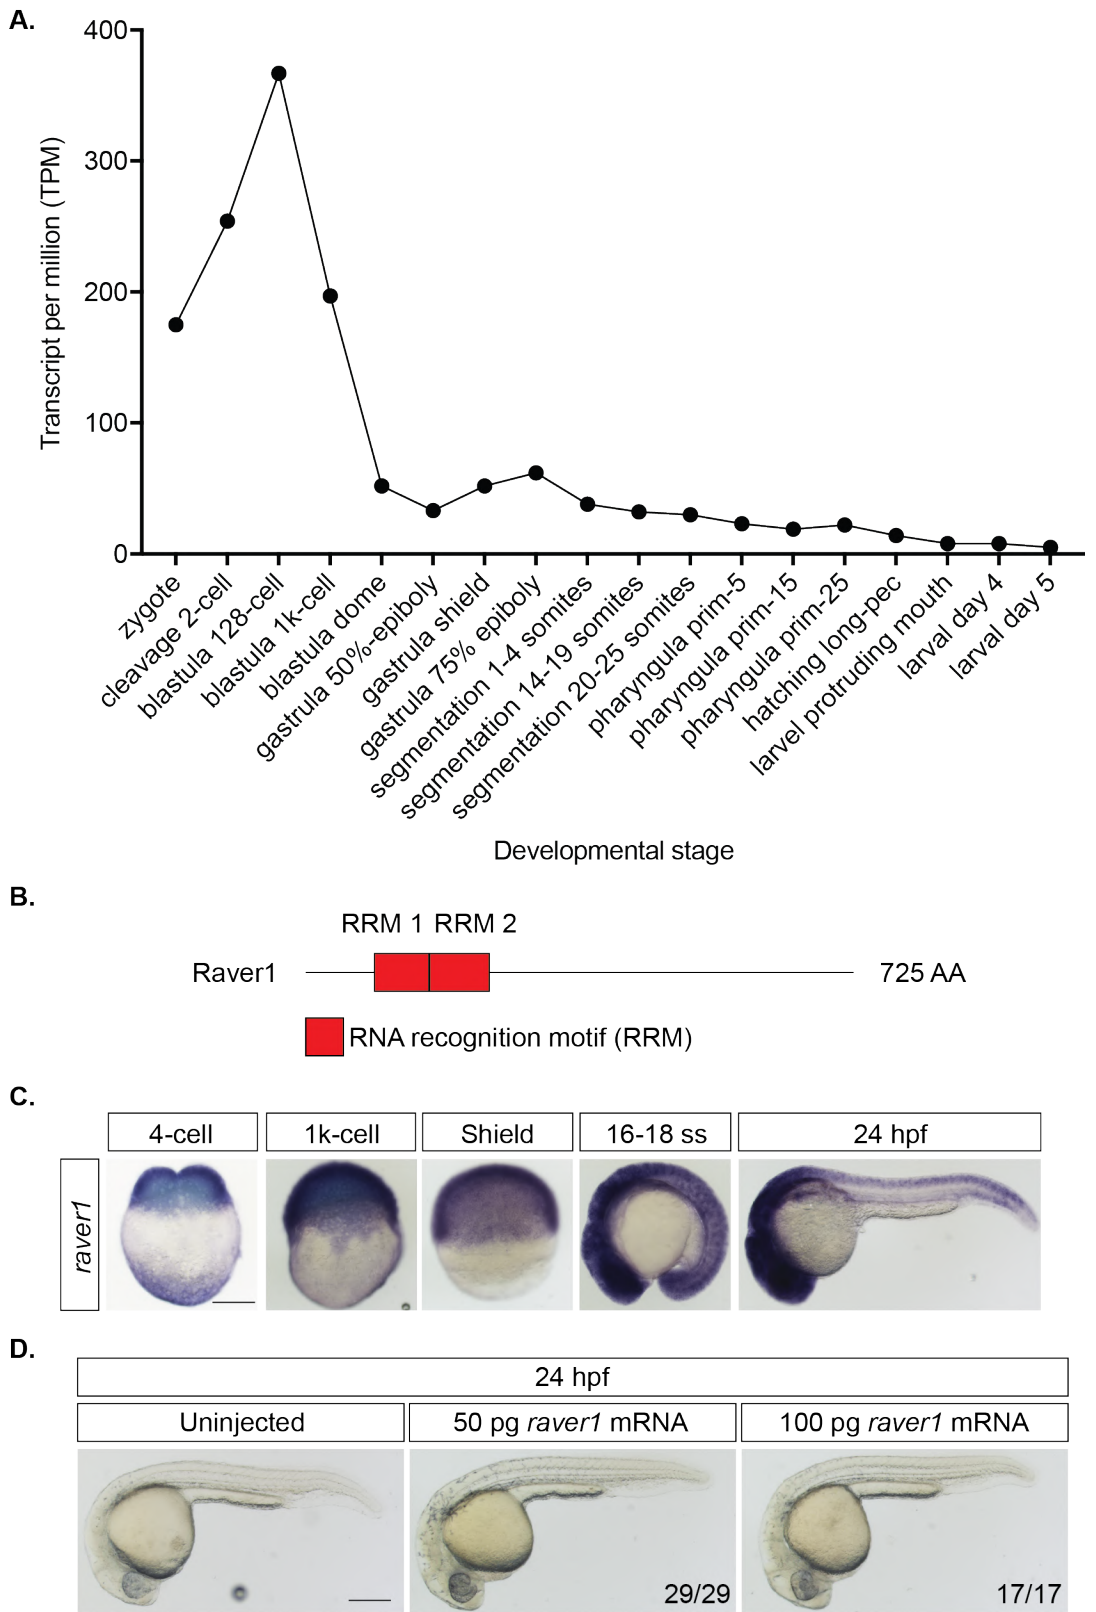 A.
Transcript per million (TPM)
400
300
200
100
0
zygote
cleavage 2-cell
blastula 128-cell
blastula 1k-cell
blastula dome
gastrula 50%-epiboly
gastrula shield
gastrula 75% epiboly
segmentation 1-4 somites
segmentation 14-19 somites
segmentation 20-25 somites
pharyngula prim-5
pharyngula prim-15
pharyngula prim-25
hatching long-pec
larvel protruding mouth
larval day 4
larval day 5
Developmental stage
B.
RRM 1 RRM 2
Raver1
725 AA
RNA recognition motif (RRM)
C.
4-cell
1k-cell
Shield
16-18 ss
24 hpf
raver1
D.
24 hpf
Uninjected
50 pg raver1 mRNA
100 pg raver1 mRNA
29/29
17/17